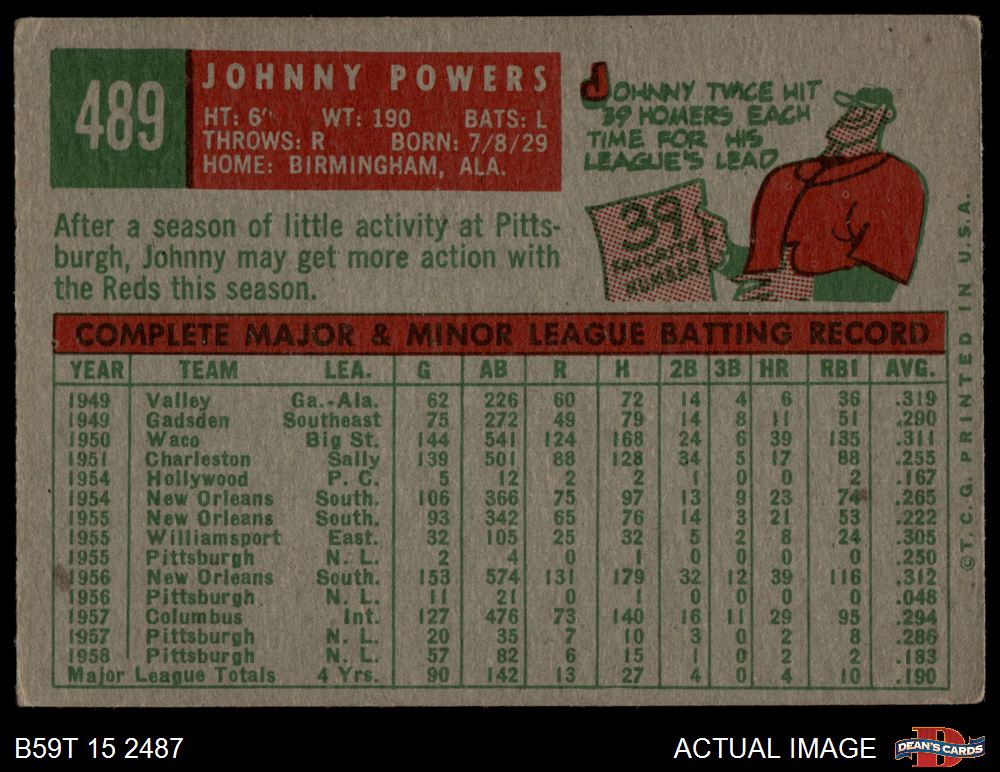 489
JOHNNY POWERS
HT: 6' WT: 190 BATS: L
THROWS: R BORN: 7/8/29
HOME: BIRMINGHAM, ALA.
JOHNNY TWICE HIT
39 HOMERS EACH
TIME FOR HIS
LEAGUE'S LEAD
39
FAVORITE
NUMBER
After a season of little activity at Pitts-
burgh, Johnny may get more action with
the Reds this season.
COMPLETE MAJOR & MINOR LEAGUE BATTING RECORD
YEAR TEAM LEA. G AB R H 2B 3B HR RBI AVG.
1949 Valley Ga.-Ala. 62 226 60 72 14 4 6 36 .319
1949 Gadsden Southeast 75 272 49 79 14 8 11 51 .290
1950 Waco Big St. 144 541 124 168 24 6 39 135 .311
1951 Charleston Sally 139 501 88 128 34 5 17 88 .255
1954 Hollywood P. C. 5 12 2 2 1 0 0 2 .167
1954 New Orleans South. 106 366 75 97 13 9 23 74 .265
1955 New Orleans South. 93 342 65 76 14 3 21 53 .222
1955 Williamsport East. 32 105 25 32 5 2 8 24 .305
1955 Pittsburgh N. L. 2 4 0 1 0 0 0 0 .250
1956 New Orleans South. 153 574 131 179 32 12 39 116 .312
1956 Pittsburgh N. L. 11 21 0 1 0 0 0 0 .048
1957 Columbus Int. 127 476 73 140 16 11 29 95 .294
1957 Pittsburgh N. L. 20 35 7 10 3 0 2 8 .286
1958 Pittsburgh N. L. 57 82 6 15 1 0 2 2 .183
Major League Totals 4 Yrs. 90 142 13 27 4 0 4 10 .190
©T.C.G. PRINTED IN U.S.A.
B59T 15 2487
ACTUAL IMAGE
D
DEAN'S CARDS